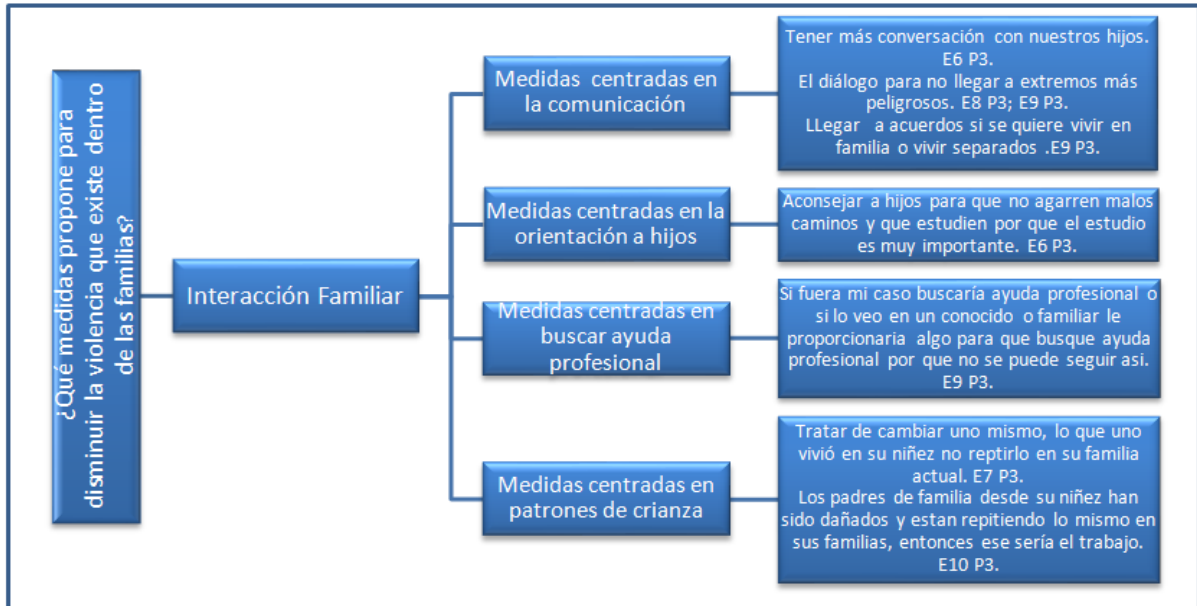 ¿Qué medidas propone para
disminuir la violencia que existe dentro
de las familias?
Interacción Familiar
Medidas centradas en
la comunicación
Tener más conversación con nuestros hijos.
E6 P3.
El diálogo para no llegar a extremos más
peligrosos. E8 P3; E9 P3.
LLegar a acuerdos si se quiere vivir en
familia o vivir separados .E9 P3.
Medidas centradas en la
orientación a hijos
Aconsejar a hijos para que no agarren malos
caminos y que estudien por que el estudio
es muy importante. E6 P3.
Medidas centradas en
buscar ayuda
profesional
Si fuera mi caso buscaría ayuda profesional o
si lo veo en un conocido o familiar le
proporcionaria algo para que busque ayuda
profesional por que no se puede seguir asi.
E9 P3.
Medidas centradas en
patrones de crianza
Tratar de cambiar uno mismo, lo que uno
vivió en su niñez no reptirlo en su familia
actual. E7 P3.
Los padres de familia desde su niñez han
sido dañados y estan repitiendo lo mismo en
sus familias, entonces ese sería el trabajo.
E10 P3.